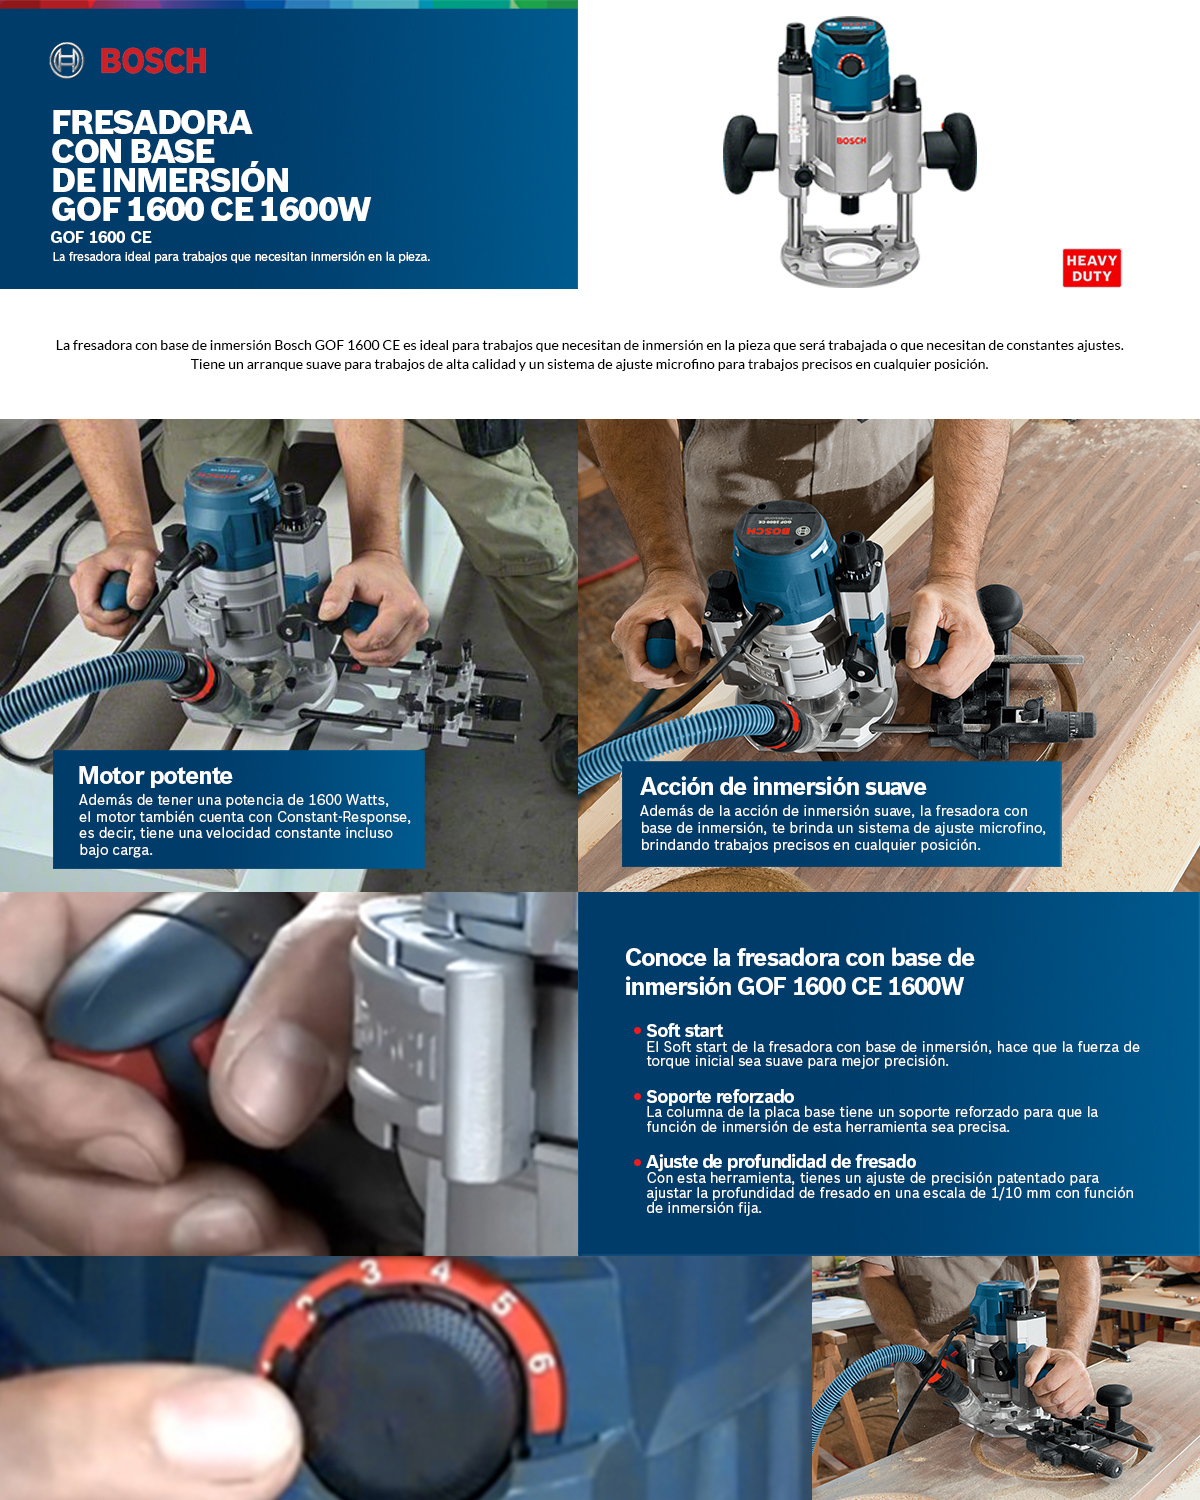 BOSCH
FRESADORA
CON BASE
DE INMERSIÓN
GOF 1600 CE 1600W
GOF 1600 CE
La fresadora ideal para trabajos que necesitan inmersión en la pieza.
BOSCH
HEAVY
DUTY
La fresadora con base de inmersión Bosch GOF 1600 CE es ideal para trabajos que necesitan de inmersión en la pieza que será trabajada o que necesitan de constantes ajustes.
Tiene un arranque suave para trabajos de alta calidad y un sistema de ajuste microfino para trabajos precisos en cualquier posición.
BOSCH
BOSCH
GOF 1600 CE
Professional
Motor potente
Además de tener una potencia de 1600 Watts,
el motor también cuenta con Constant-Response,
es decir, tiene una velocidad constante incluso
bajo carga.
Acción de inmersión suave
Además de la acción de inmersión suave, la fresadora con
base de inmersión, te brinda un sistema de ajuste microfino,
brindando trabajos precisos en cualquier posición.
Conoce la fresadora con base de
inmersión GOF 1600 CE 1600W
• Soft start
El Soft start de la fresadora con base de inmersión, hace que la fuerza de
torque inicial sea suave para mejor precisión.
• Soporte reforzado
La columna de la placa base tiene un soporte reforzado para que la
función de inmersión de esta herramienta sea precisa.
• Ajuste de profundidad de fresado
Con esta herramienta, tienes un ajuste de precisión patentado para
ajustar la profundidad de fresado en una escala de 1/10 mm con función
de inmersión fija.
2 3 4 5 6